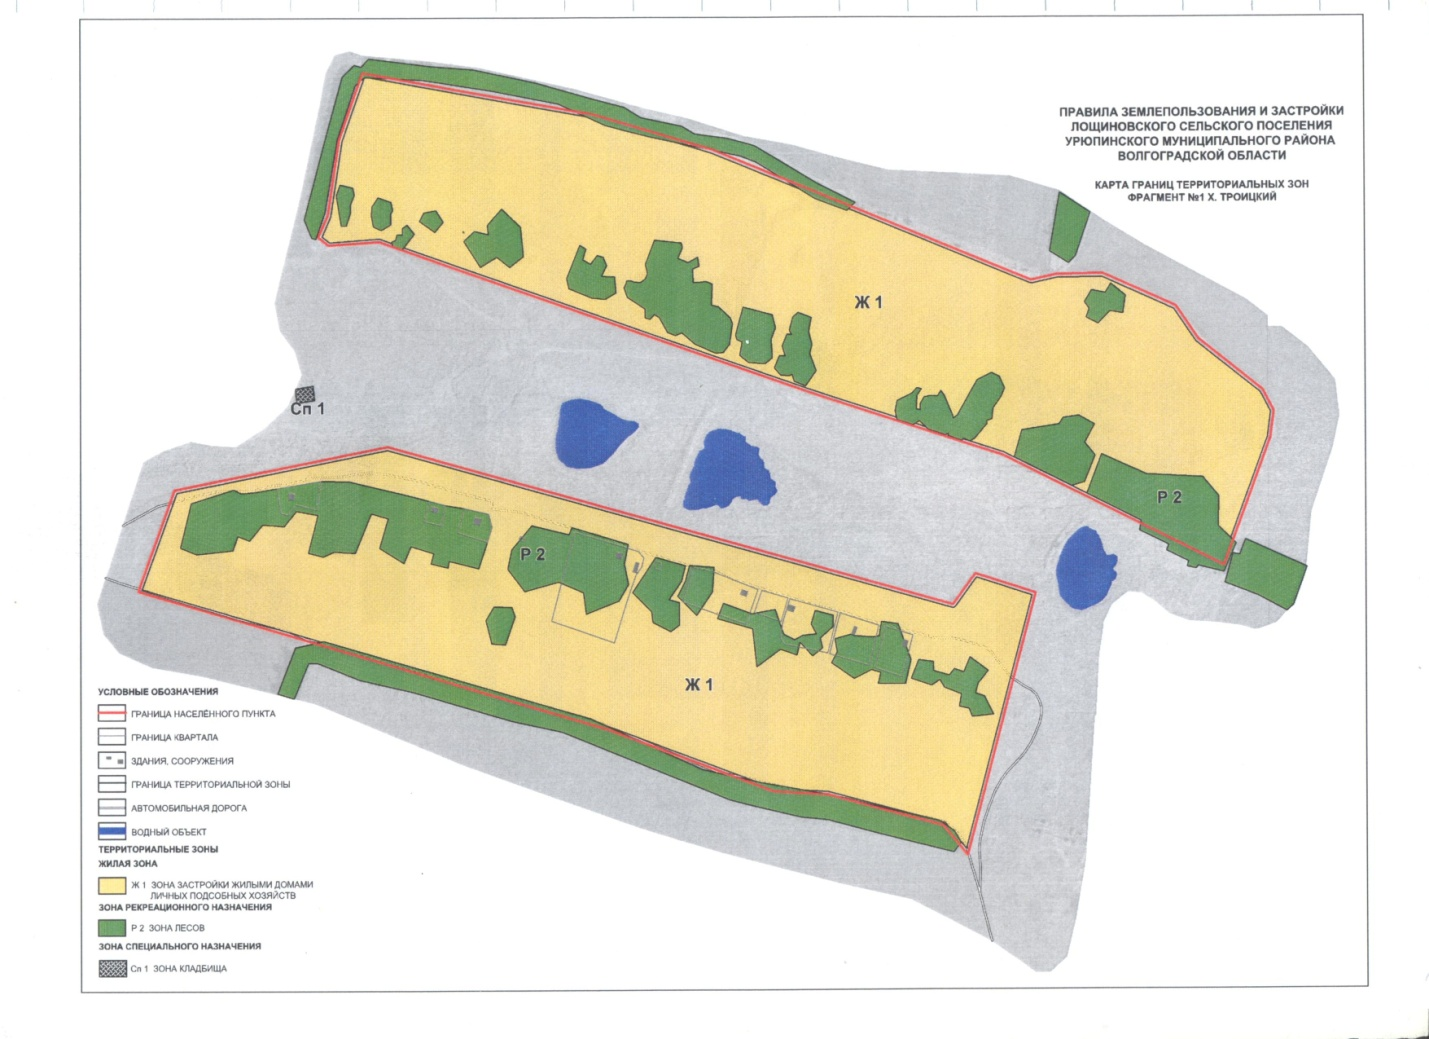 ПРАВИЛА ЗЕМЛЕПОЛЬЗОВАНИЯ И ЗАСТРОЙКИ
ЛОЩИНОВСКОГО СЕЛЬСКОГО ПОСЕЛЕНИЯ
УРЮПИНСКОГО МУНИЦИПАЛЬНОГО РАЙОНА
ВОЛГОГРАДСКОЙ ОБЛАСТИ
КАРТА ГРАНИЦ ТЕРРИТОРИАЛЬНЫХ ЗОН
ФРАГМЕНТ №1 Х. ТРОИЦКИЙ
Ж 1
Сп 1
Р 2
Р 2
Ж 1
УСЛОВНЫЕ ОБОЗНАЧЕНИЯ
ГРАНИЦА НАСЕЛЁННОГО ПУНКТА
ГРАНИЦА КВАРТАЛА
ЗДАНИЯ, СООРУЖЕНИЯ
ГРАНИЦА ТЕРРИТОРИАЛЬНОЙ ЗОНЫ
АВТОМОБИЛЬНАЯ ДОРОГА
ВОДНЫЙ ОБЪЕКТ
ТЕРРИТОРИАЛЬНЫЕ ЗОНЫ
ЖИЛАЯ ЗОНА
Ж 1 ЗОНА ЗАСТРОЙКИ ЖИЛЫМИ ДОМАМИ
ЛИЧНЫХ ПОДСОБНЫХ ХОЗЯЙСТВ
ЗОНА РЕКРЕАЦИОННОГО НАЗНАЧЕНИЯ
Р 2 ЗОНА ЛЕСОВ
ЗОНА СПЕЦИАЛЬНОГО НАЗНАЧЕНИЯ
Сп 1 ЗОНА КЛАДБИЩА